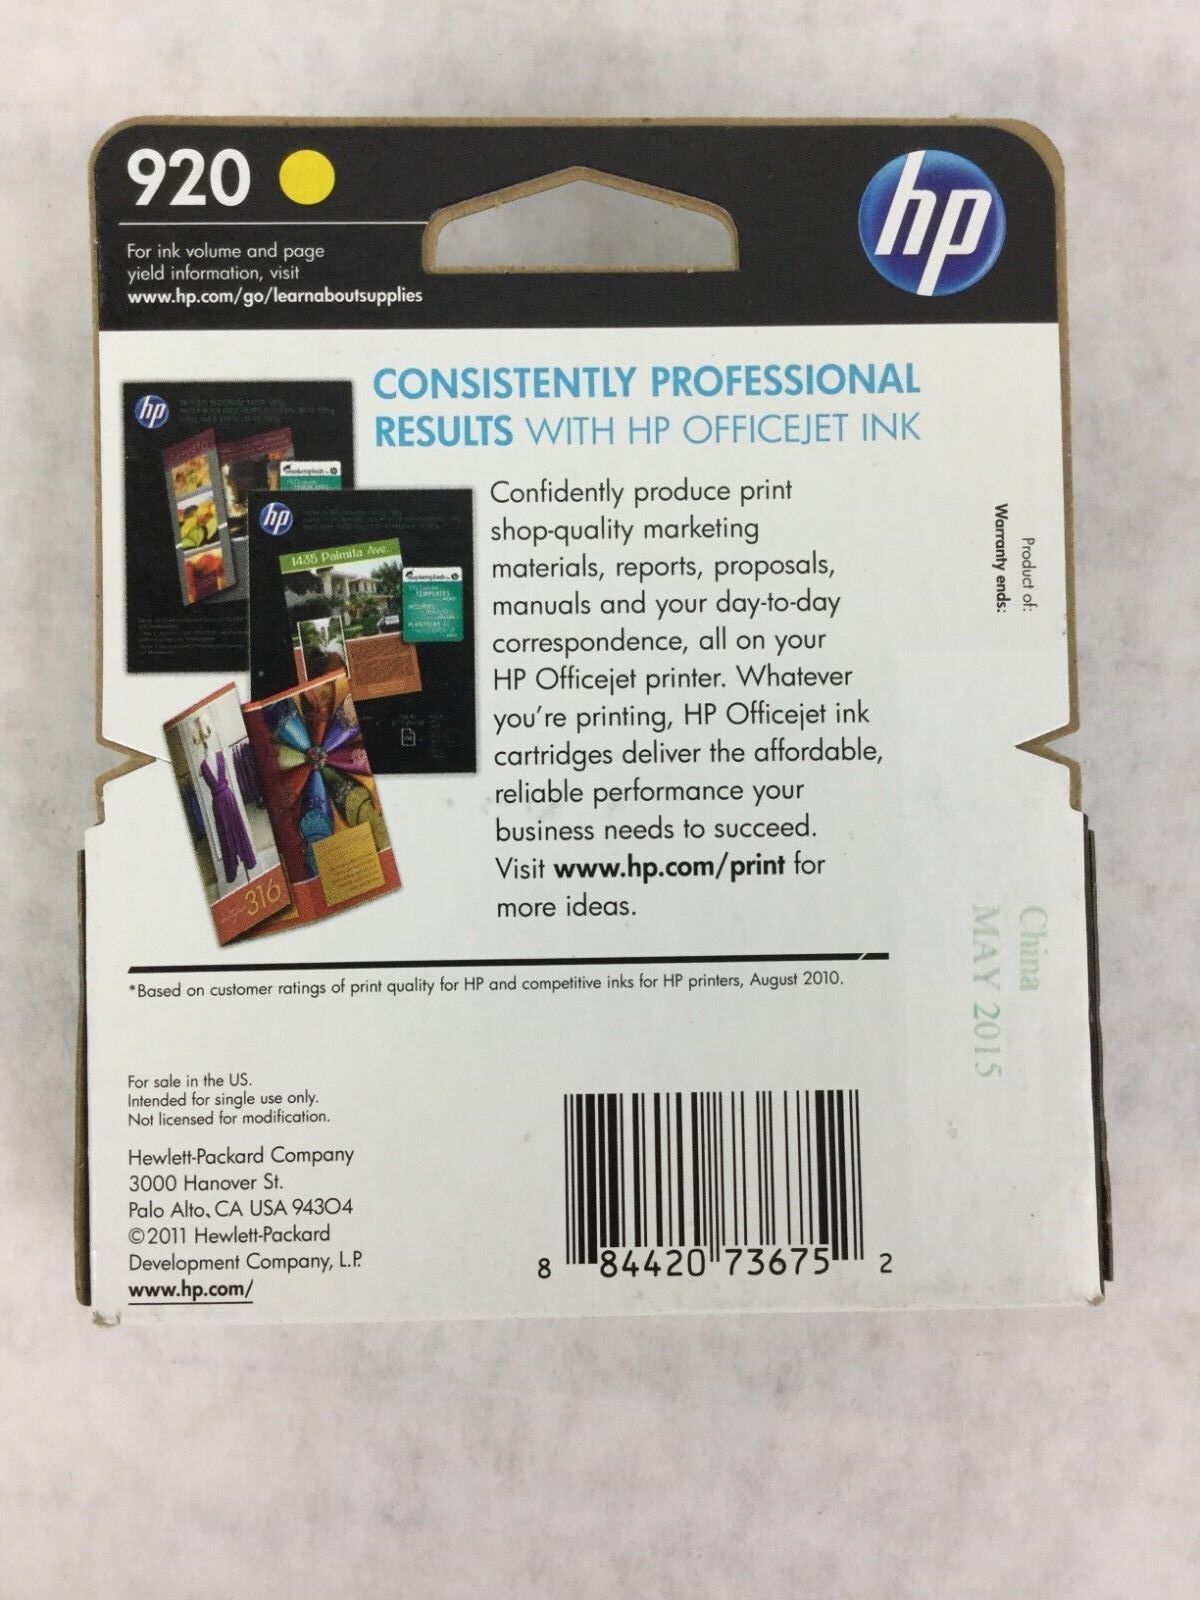 920
hp
For ink volume and page
yield information, visit
www.hp.com/go/learnaboutsupplies
CONSISTENTLY PROFESSIONAL
RESULTS WITH HP OFFICEJET INK
hp
hp
1435 Palmita Ave.
TEMPLATES
316
Confidently produce print
shop-quality marketing
materials, reports, proposals,
manuals and your day-to-day
correspondence, all on your
HP Officejet printer. Whatever
you're printing, HP Officejet ink
cartridges deliver the affordable,
reliable performance your
business needs to succeed.
Visit www.hp.com/print for
more ideas.
Product of:
Warranty ends:
China
MAY 2015
*Based on customer ratings of print quality for HP and competitive inks for HP printers, August 2010.
For sale in the US.
Intended for single use only.
Not licensed for modification.
Hewlett-Packard Company
3000 Hanover St.
Palo Alto, CA USA 94304
©2011 Hewlett-Packard
Development Company, L.P.
www.hp.com/
8 84420 73675 2